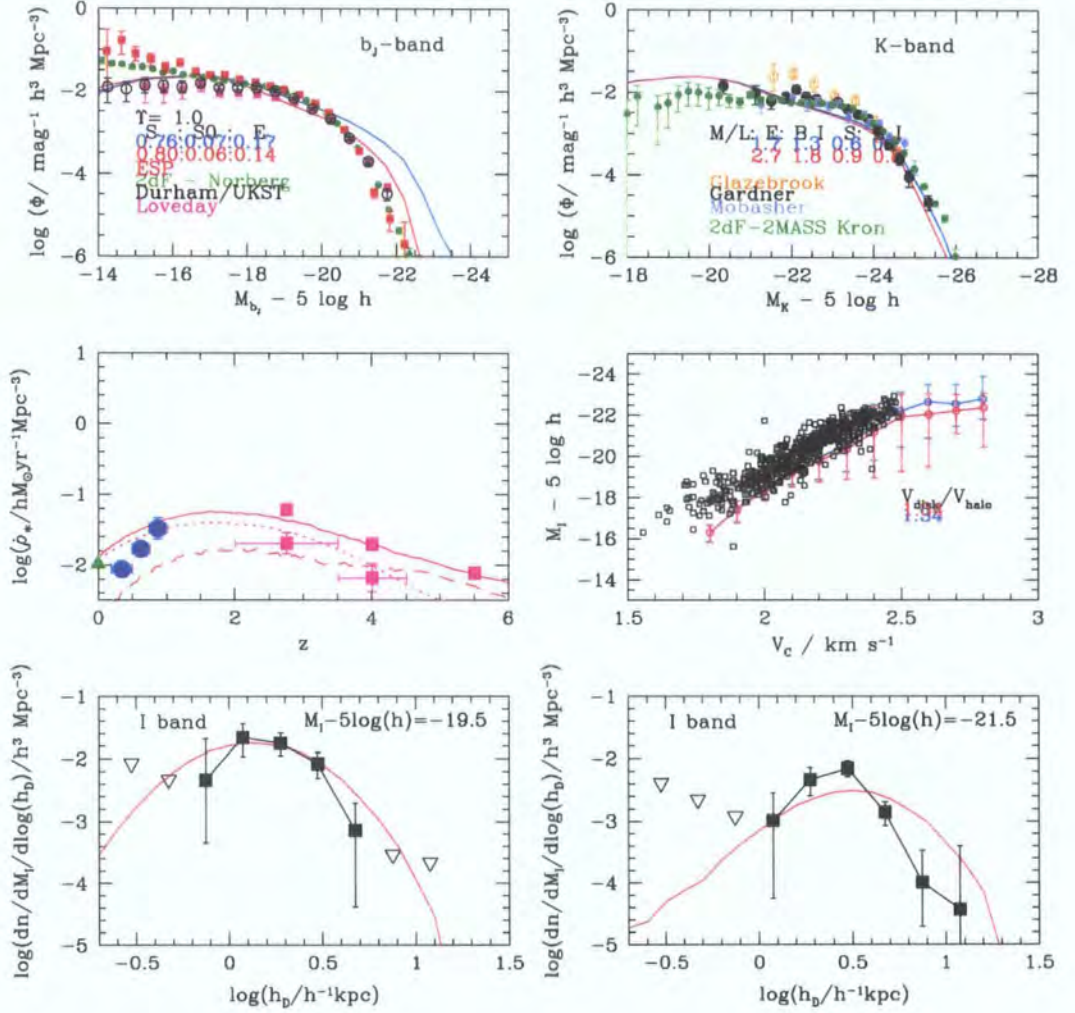 b_J-band
T= 1.0
S : SO : E
0.76:0.07:0.17
0.80:0.06:0.14
ESP
2dF - Norberg
Durham/UKST
Loveday
log (Φ/ mag⁻¹ h³ Mpc⁻³)
0
-2
-4
-6
-14 -16 -18 -20 -22 -24
M_bJ - 5 log h
K-band
M/L: E: B I S:
1.7 1.3 0.6
2.7 1.8 0.9
Glazebrook
Gardner
Mobasher
2dF-2MASS Kron
log (Φ/ mag⁻¹ h³ Mpc⁻³)
0
-2
-4
-6
-18 -20 -22 -24 -26 -28
M_K - 5 log h
log(ρ̇_*/hM⊙yr⁻¹Mpc⁻³)
1
0
-1
-2
0 2 4 6
z
M_I - 5 log h
-24
-22
-20
-18
-16
-14
V_disk/V_halo
1.5 2 2.5 3
V_C / km s⁻¹
log(dn/dM_I/dlog(h_D)/h³ Mpc⁻³)
I band M_I-5log(h)=-19.5
-1
-2
-3
-4
-5
-0.5 0 0.5 1 1.5
log(h_D/h⁻¹kpc)
log(dn/dM_I/dlog(h_D)/h³ Mpc⁻³)
I band M_I-5log(h)=-21.5
-1
-2
-3
-4
-5
-0.5 0 0.5 1 1.5
log(h_D/h⁻¹kpc)